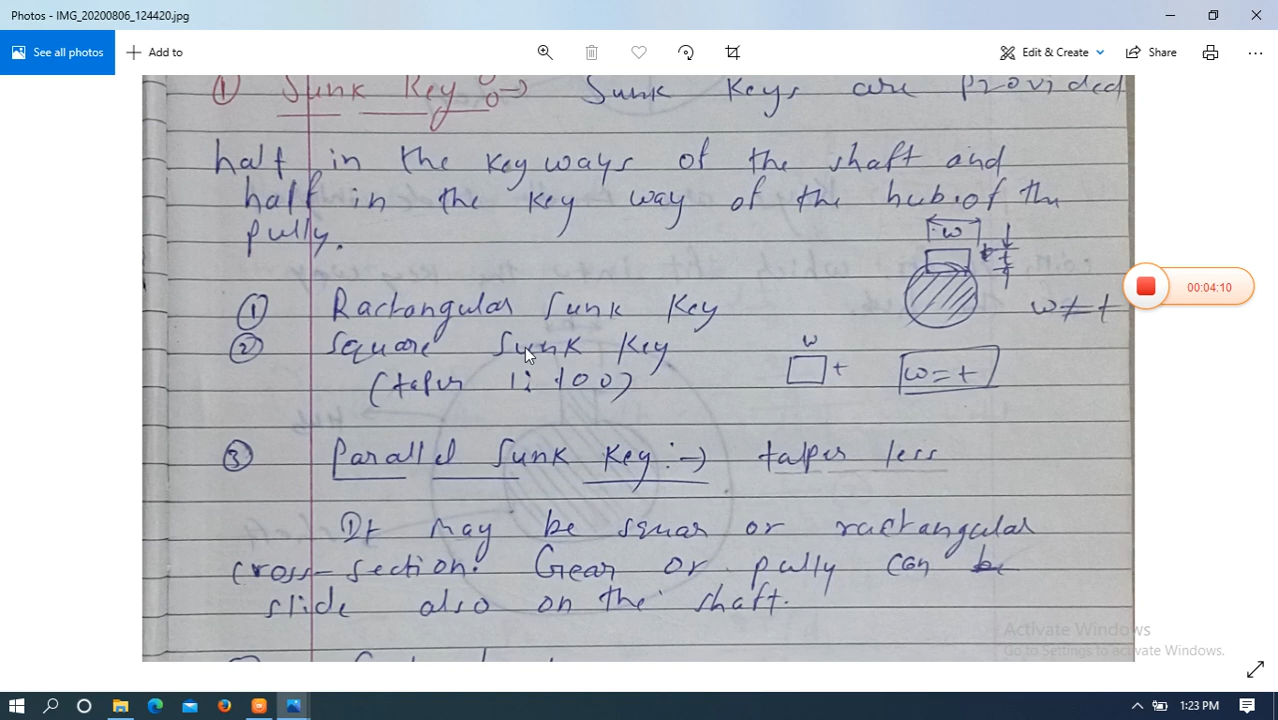 Photos - IMG_20200806_124420.jpg
See all photos
Add to
Edit & Create
Share
① Sunk Key :→ Sunk Keys are provided
half in the keyways of the shaft and
half in the key way of the hub of the
pully.
w
t
① Ractangular Sunk Key
w ≠ t
② Square Sunk Key
w
t
w = t
(taper 1:100)
③ Parallel Sunk Key :→ talper less
① It may be squar or ractangular
cross-section. Gear or pully can be
slide also on the shaft.
00:04:10
Activate Windows
Go to Settings to activate Windows.
1:23 PM